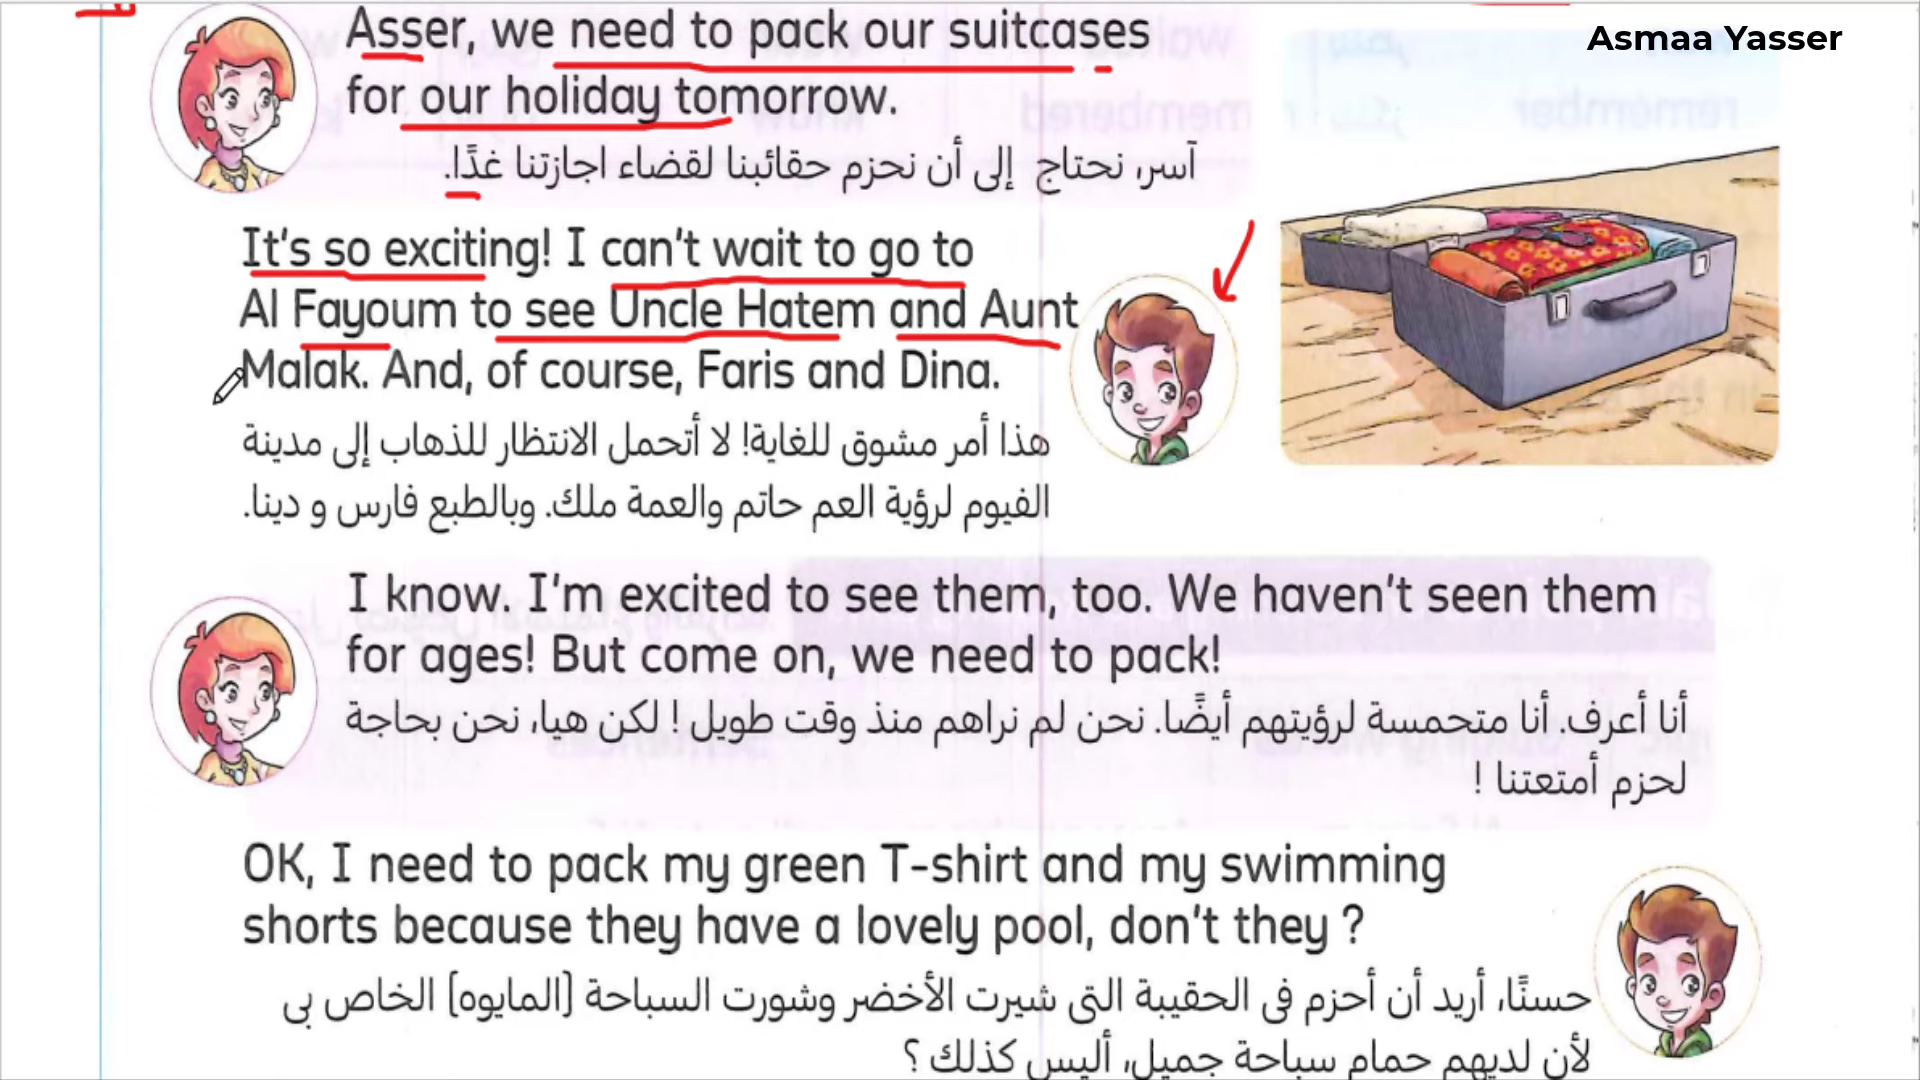 Asmaa Yasser
Asser, we need to pack our suitcases
for our holiday tomorrow.
آسر، نحتاج إلى أن نحزم حقائبنا لقضاء اجازتنا غدًا.
It's so exciting! I can't wait to go to
Al Fayoum to see Uncle Hatem and Aunt
Malak. And, of course, Faris and Dina.
هذا أمر مشوق للغاية! لا أتحمل الانتظار للذهاب إلى مدينة
الفيوم لرؤية العم حاتم والعمة ملك. وبالطبع فارس و دينا.
I know, I'm excited to see them, too. We haven't seen them
for ages! But come on, we need to pack!
أنا أعرف. أنا متحمسة لرؤيتهم أيضًا. نحن لم نراهم منذ وقت طويل! لكن هيا، نحن بحاجة
لحزم أمتعتنا !
OK, I need to pack my green T-shirt and my swimming
shorts because they have a lovely pool, don't they ?
حسنًا، أريد أن أحزم فى الحقيبة التى شيرت الأخضر وشورت السباحة (المايوه) الخاص بى
لأن لديهم حمام سباحة جميل، أليس كذلك ؟